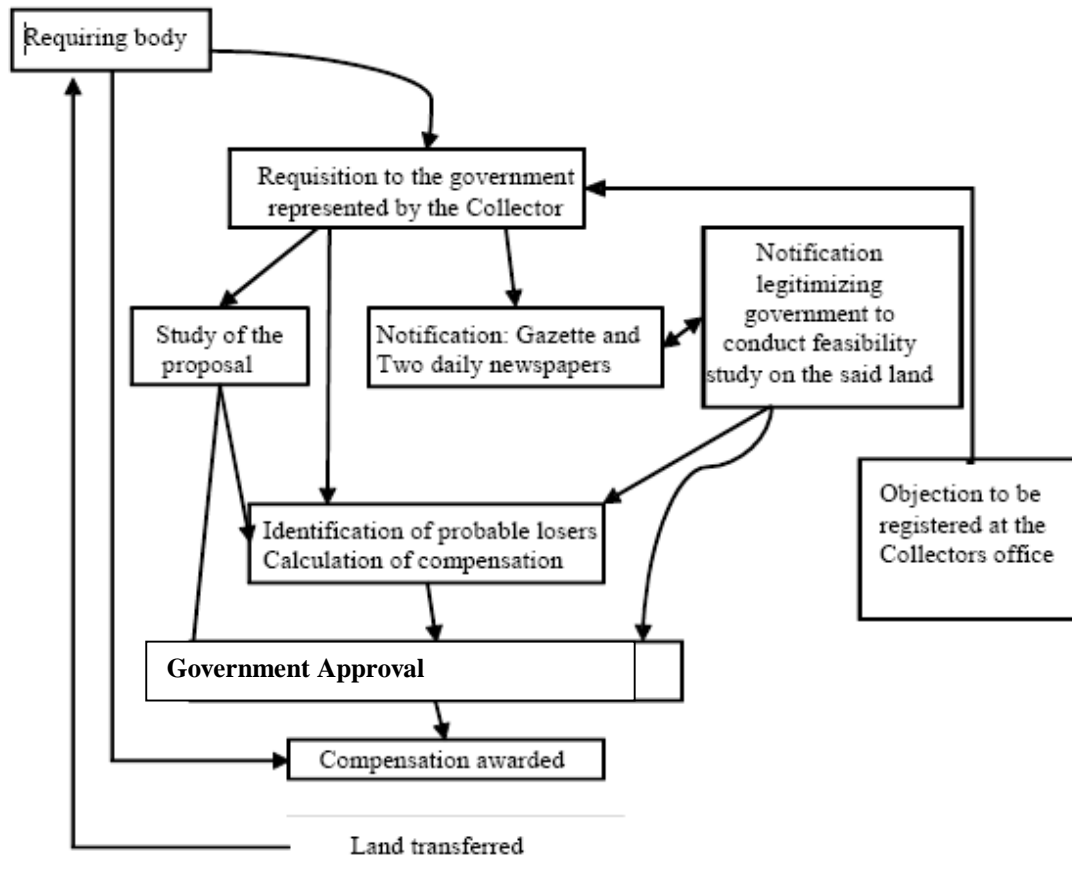 Requiring body
Requisition to the government
represented by the Collector
Notification
legitimizing
government to
conduct feasibility
study on the said land
Study of the
proposal
Notification: Gazette and
Two daily newspapers
Objection to be
registered at the
Collectors office
Identification of probable losers
Calculation of compensation
Government Approval
Compensation awarded
Land transferred